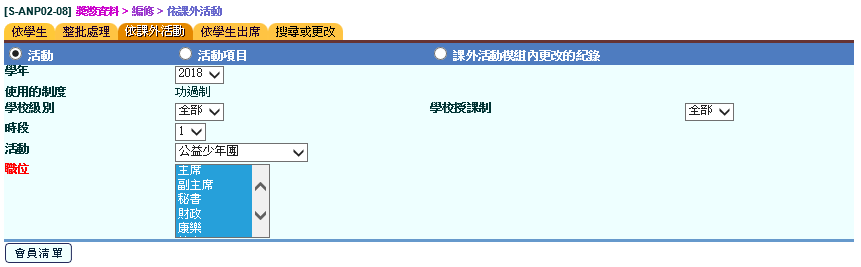 [S-ANP02-08] 獎懲資料 > 編修 > 依課外活動
依學生 整批處理 依課外活動 依學生出席 搜尋或更改
活動 活動項目 課外活動模組內更改的紀錄
學年 2018
使用的制度 功過制
學校級別 全部 學校授課制 全部
時段 1
活動 公益少年團
職位 主席
副主席
秘書
財政
康樂
會員清單